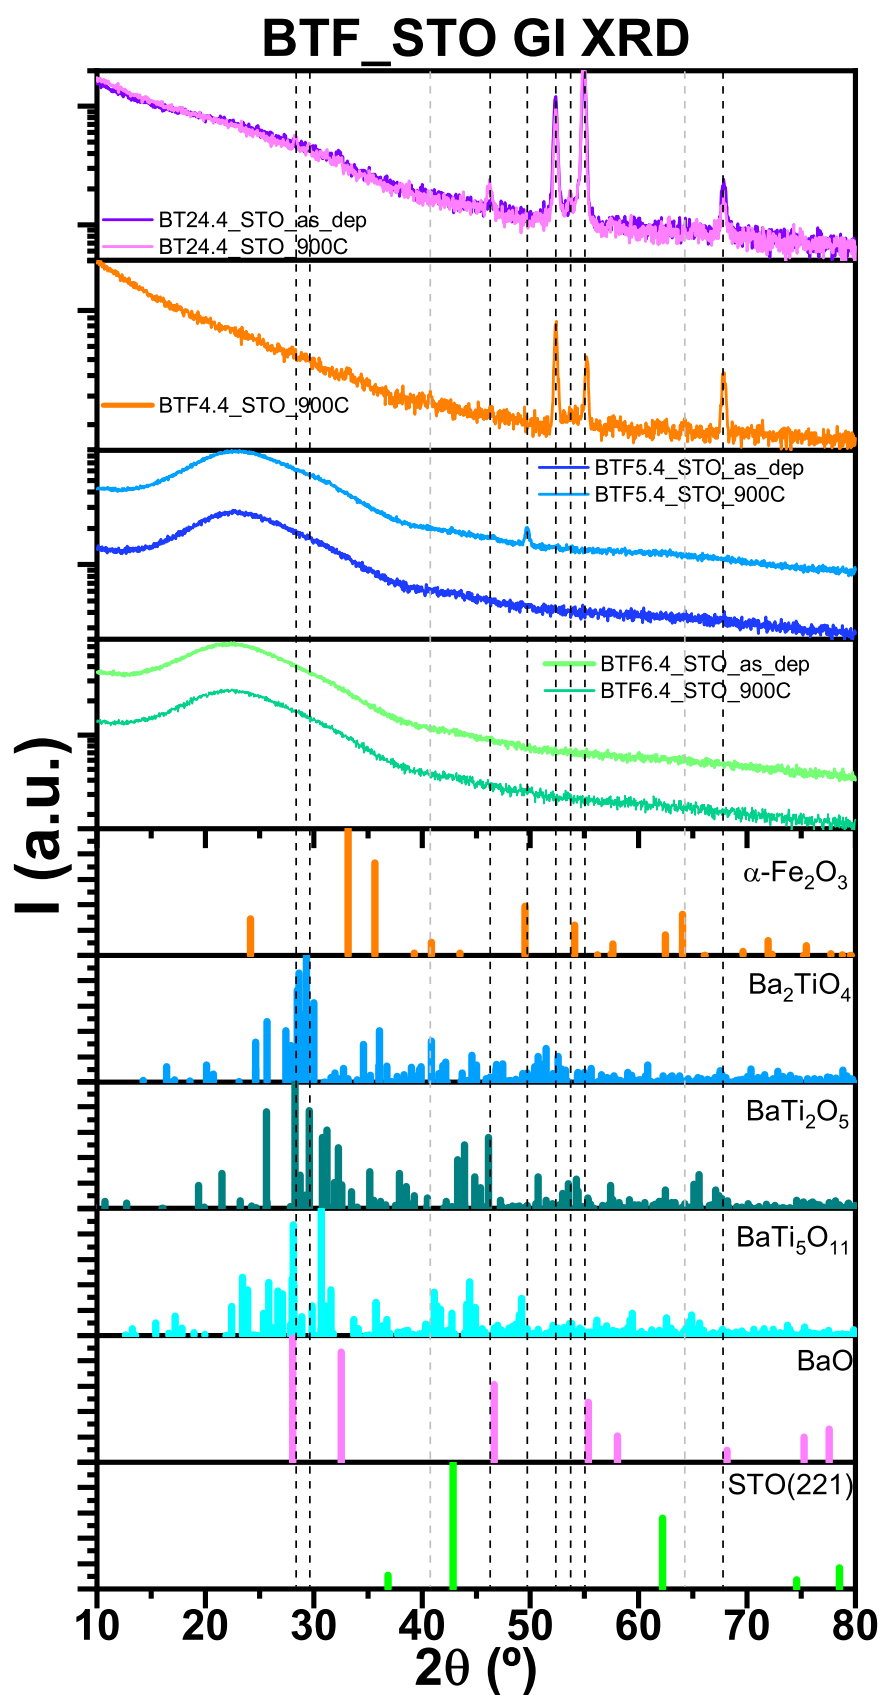 BTF_STO GI XRD
BT24.4_STO_as_dep
BT24.4_STO_900C
BTF4.4_STO_900C
BTF5.4_STO_as_dep
BTF5.4_STO_900C
BTF6.4_STO_as_dep
BTF6.4_STO_900C
I (a.u.)
α-Fe₂O₃
Ba₂TiO₄
BaTi₂O₅
BaTi₅O₁₁
BaO
STO(221)
10 20 30 40 50 60 70 80
2θ (º)